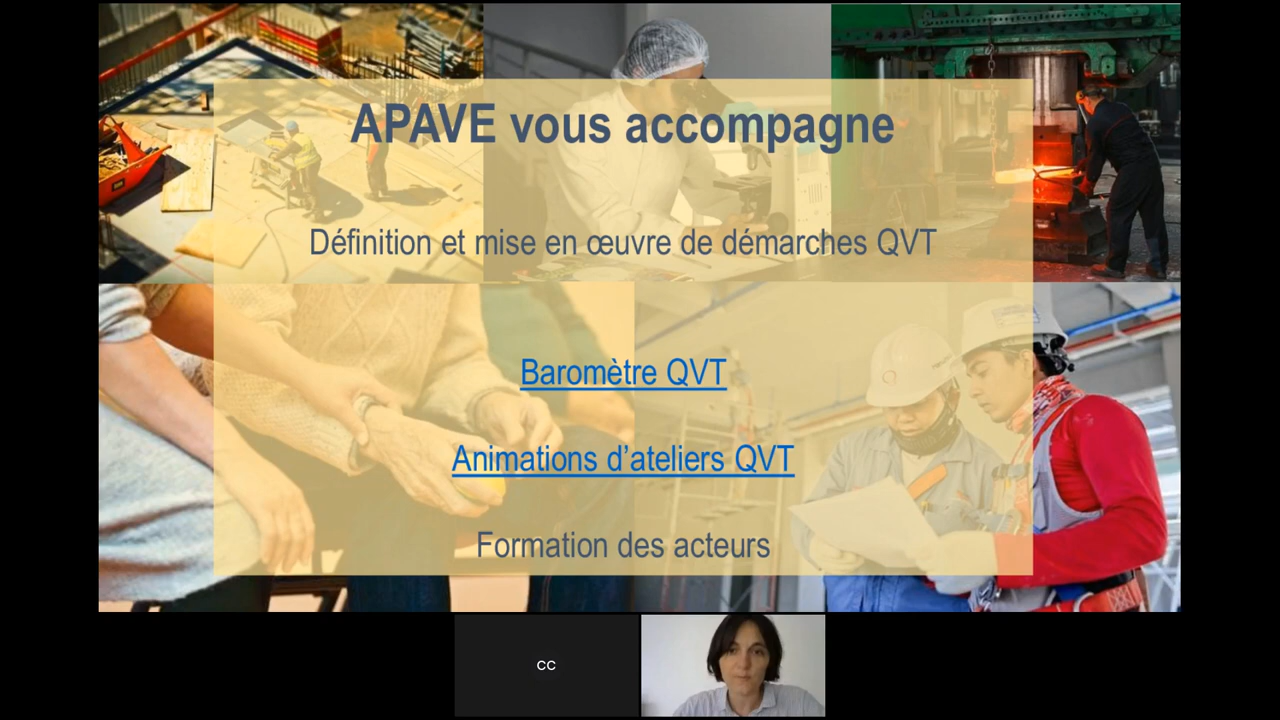 APAVE vous accompagne
Définition et mise en œuvre de démarches QVT
Baromètre QVT
Animations d’ateliers QVT
Formation des acteurs
CC